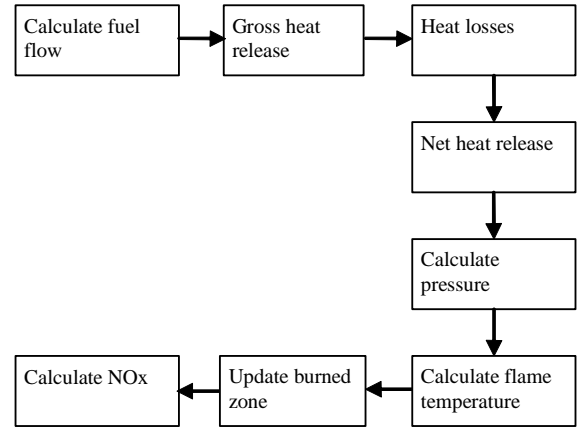 Calculate fuel
flow
Gross heat
release
Heat losses
Net heat release
Calculate
pressure
Calculate flame
temperature
Update burned
zone
Calculate NOx